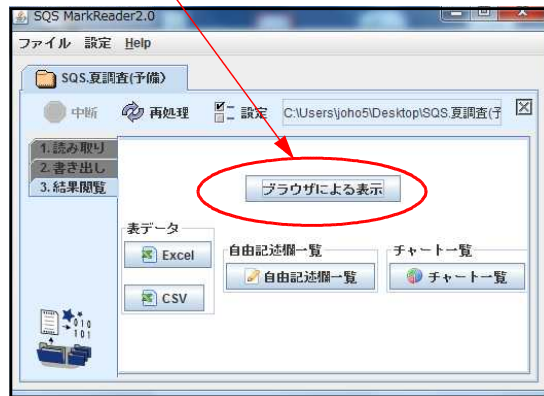 SQS MarkReader2.0
ファイル 設定 Help
SQS.夏調査(予備)
中断 再処理 設定 C:\Users\joho5\Desktop\SQS.夏調査(予
1.読み取り
2.書き出し
3.結果閲覧
ブラウザによる表示
表データ
Excel
CSV
自由記述欄一覧
自由記述欄一覧
チャート一覧
チャート一覧
010
101